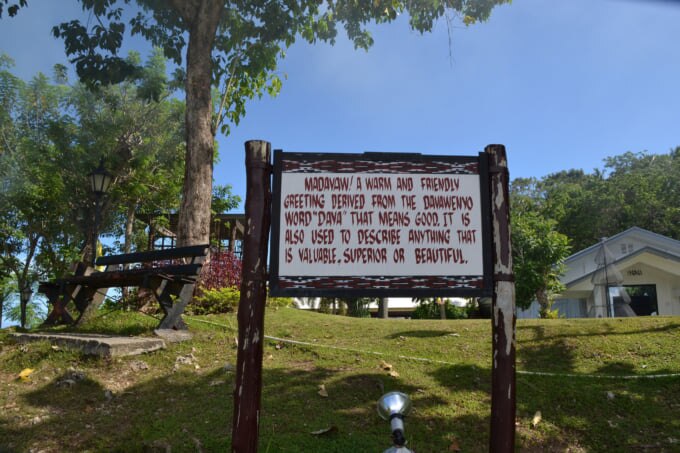 MADAYAW! A WARM AND FRIENDLY
GREETING DERIVED FROM THE DAVAWENYO
WORD "DAYA" THAT MEANS GOOD. IT IS
ALSO USED TO DESCRIBE ANYTHING THAT
IS VALUABLE, SUPERIOR OR BEAUTIFUL.